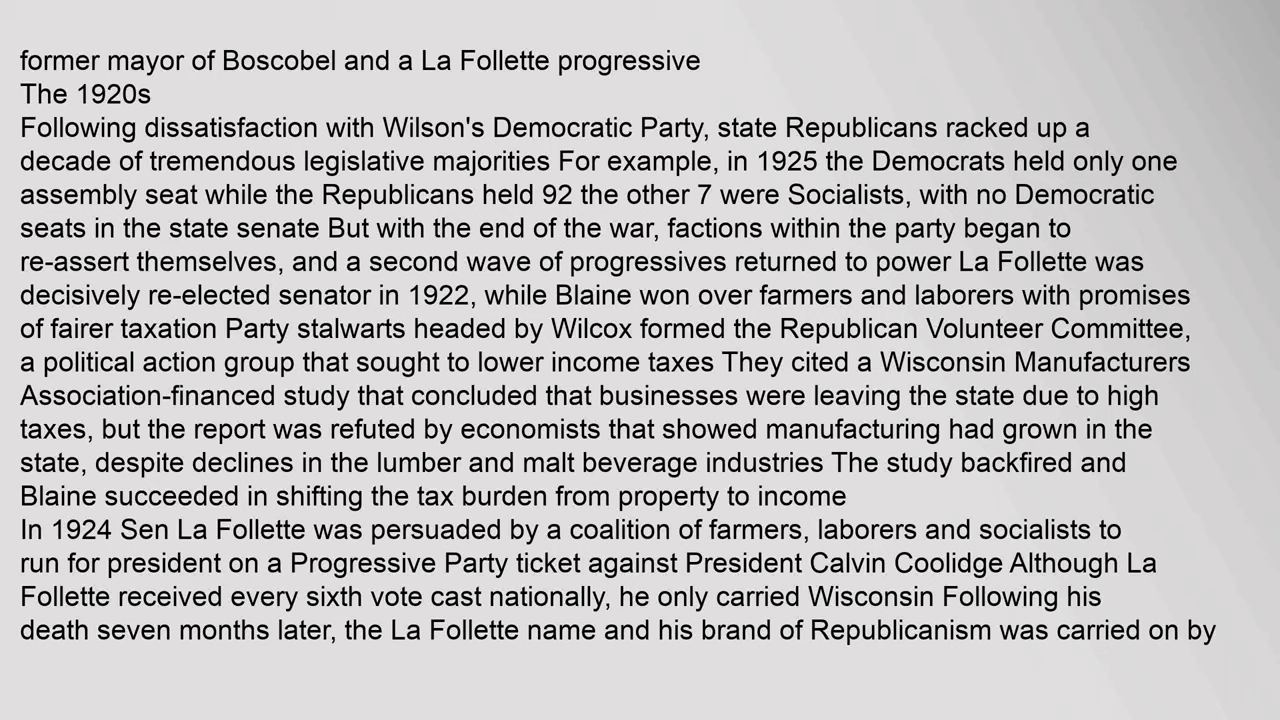 former mayor of Boscobel and a La Follette progressive
The 1920s
Following dissatisfaction with Wilson's Democratic Party, state Republicans racked up a
decade of tremendous legislative majorities For example, in 1925 the Democrats held only one
assembly seat while the Republicans held 92 the other 7 were Socialists, with no Democratic
seats in the state senate But with the end of the war, factions within the party began to
re-assert themselves, and a second wave of progressives returned to power La Follette was
decisively re-elected senator in 1922, while Blaine won over farmers and laborers with promises
of fairer taxation Party stalwarts headed by Wilcox formed the Republican Volunteer Committee,
a political action group that sought to lower income taxes They cited a Wisconsin Manufacturers
Association-financed study that concluded that businesses were leaving the state due to high
taxes, but the report was refuted by economists that showed manufacturing had grown in the
state, despite declines in the lumber and malt beverage industries The study backfired and
Blaine succeeded in shifting the tax burden from property to income
In 1924 Sen La Follette was persuaded by a coalition of farmers, laborers and socialists to
run for president on a Progressive Party ticket against President Calvin Coolidge Although La
Follette received every sixth vote cast nationally, he only carried Wisconsin Following his
death seven months later, the La Follette name and his brand of Republicanism was carried on by